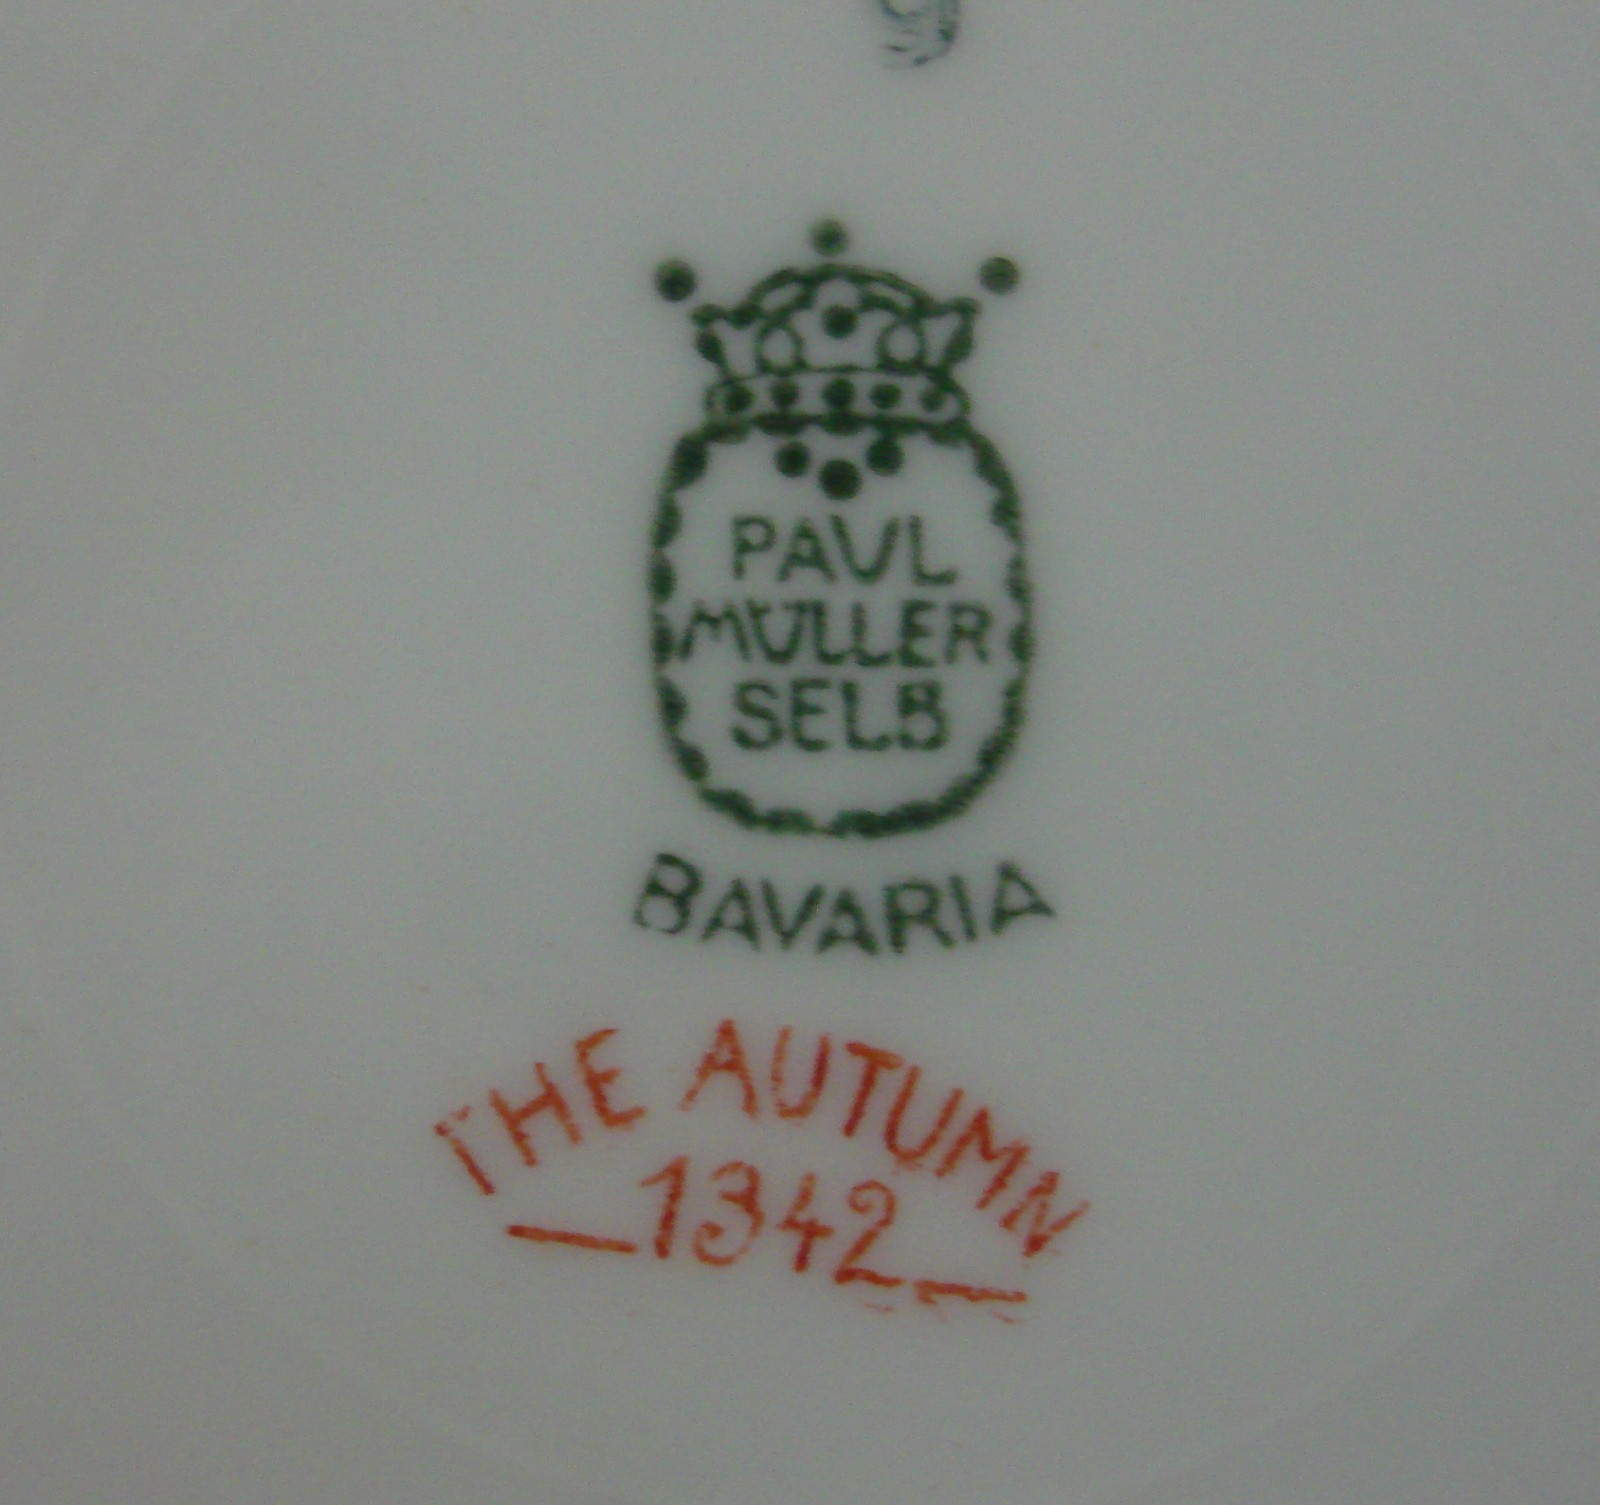 PAUL
MÜLLER
SELB
BAVARIA
THE AUTUMN
1342